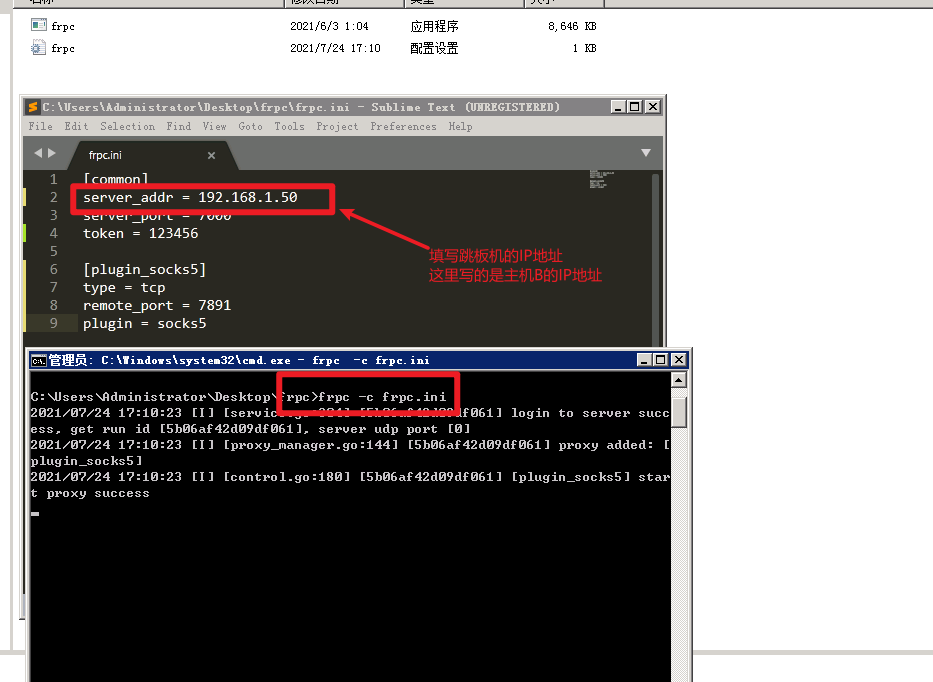 frpc 2021/6/3 1:04 应用程序 8,646 KB
frpc 2021/7/24 17:10 配置设置 1 KB
C:\Users\Administrator\Desktop\frpc\frpc.ini - Sublime Text (UNREGISTERED)
File Edit Selection Find View Goto Tools Project Preferences Help
frpc.ini
1 [common]
2 server_addr = 192.168.1.50
3 server_port = 7000
4 token = 123456
5
6 [plugin_socks5]
7 type = tcp
8 remote_port = 7891
9 plugin = socks5
填写跳板机的IP地址
这里写的是主机B的IP地址
管理员: C:\Windows\system32\cmd.exe - frpc -c frpc.ini
C:\Users\Administrator\Desktop\frpc>frpc -c frpc.ini
2021/07/24 17:10:23 [I] [service.go:304] [5b06af42d09df061] login to server succ
ess, get run id [5b06af42d09df061], server udp port [0]
2021/07/24 17:10:23 [I] [proxy_manager.go:144] [5b06af42d09df061] proxy added: [
plugin_socks5]
2021/07/24 17:10:23 [I] [control.go:180] [5b06af42d09df061] [plugin_socks5] star
t proxy success